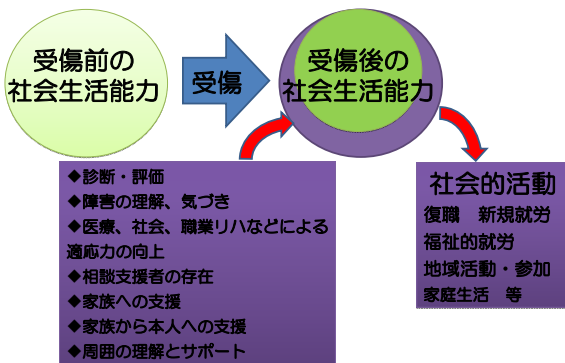 受傷前の
社会生活能力
受傷
受傷後の
社会生活能力
◆診断・評価
◆障害の理解、気づき
◆医療、社会、職業リハなどによる
適応力の向上
◆相談支援者の存在
◆家族への支援
◆家族から本人への支援
◆周囲の理解とサポート
社会的活動
復職　新規就労
福祉的就労
地域活動・参加
家庭生活　等